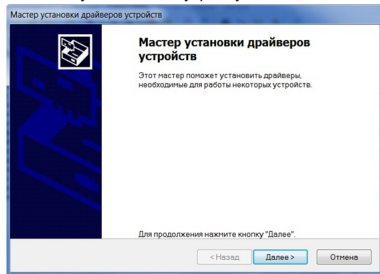 Мастер установки драйверов устройств
Мастер установки драйверов
устройств
Этот мастер поможет установить драйверы,
необходимые для работы некоторых устройств.
Для продолжения нажмите кнопку "Далее".
< Назад
Далее >
Отмена